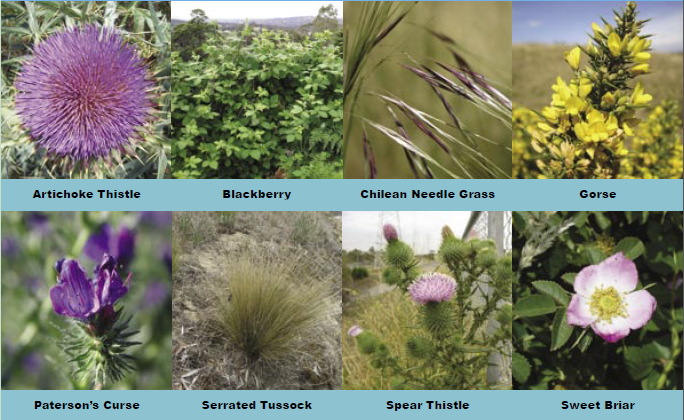 Artichoke Thistle
Blackberry
Chilean Needle Grass
Gorse
Paterson's Curse
Serrated Tussock
Spear Thistle
Sweet Briar